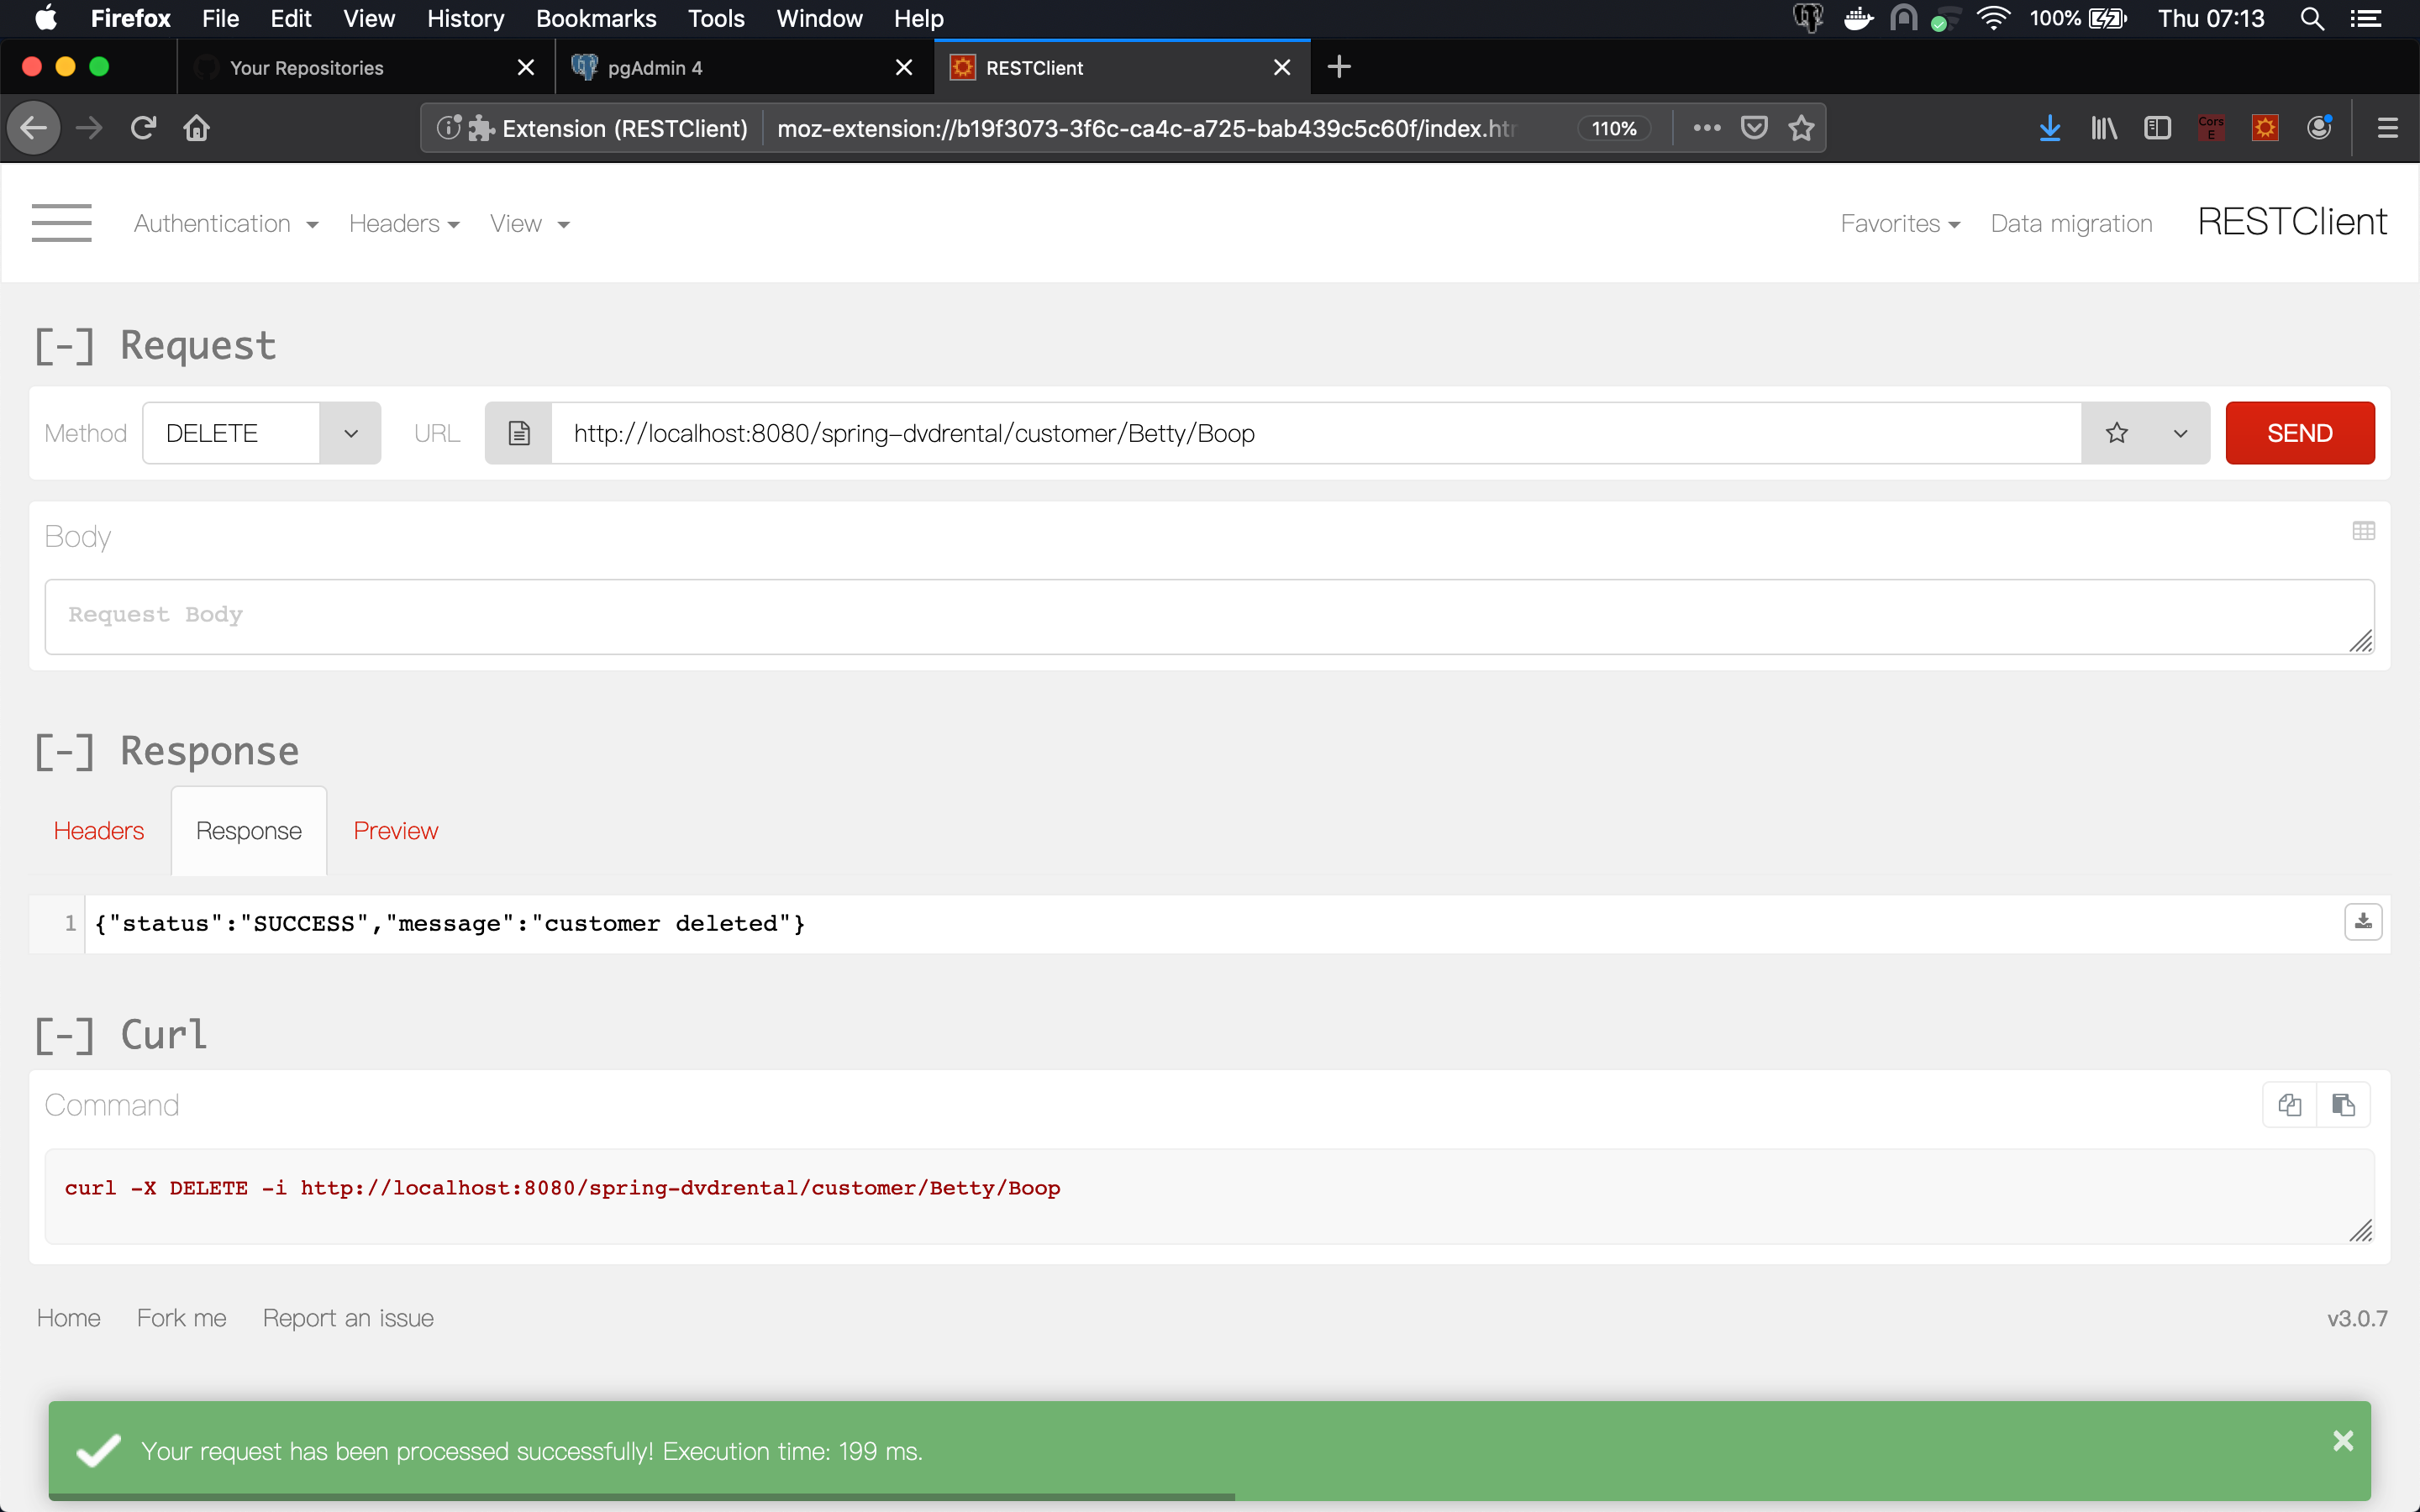 Firefox File Edit View History Bookmarks Tools Window Help 100% Thu 07:13
Your Repositories pgAdmin 4 RESTClient
Extension (RESTClient) moz-extension://b19f3073-3f6c-ca4c-a725-bab439c5c60f/index.htm 110% Cors E
Authentication Headers View Favorites Data migration RESTClient
[-] Request
Method DELETE URL http://localhost:8080/spring-dvdrental/customer/Betty/Boop SEND
Body
Request Body
[-] Response
Headers Response Preview
1 {"status":"SUCCESS","message":"customer deleted"}
[-] Curl
Command
curl -X DELETE -i http://localhost:8080/spring-dvdrental/customer/Betty/Boop
Home Fork me Report an issue v3.0.7
Your request has been processed successfully! Execution time: 199 ms.